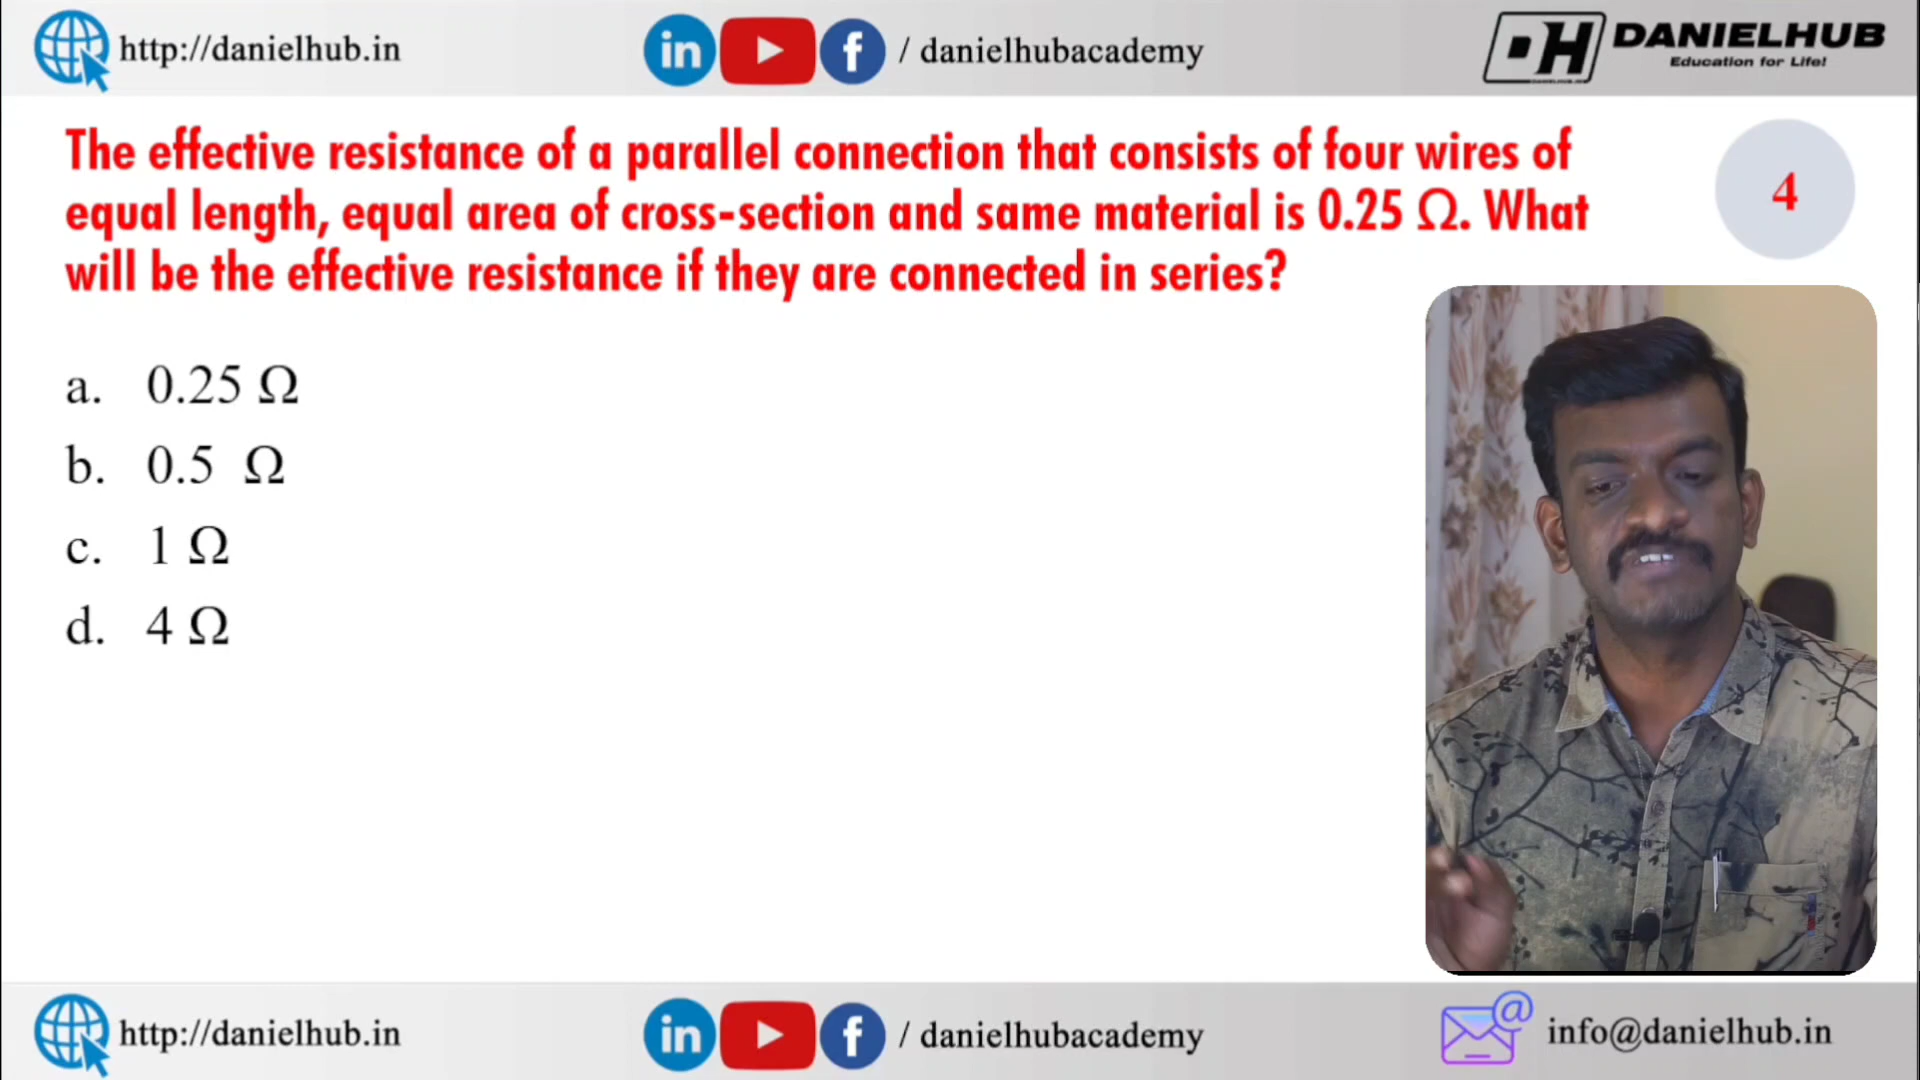 http://danielhub.in
in f / danielhubacademy
DH DANIELHUB
Education for Life!
The effective resistance of a parallel connection that consists of four wires of
equal length, equal area of cross-section and same material is 0.25 Ω. What
will be the effective resistance if they are connected in series?
4
a. 0.25 Ω
b. 0.5 Ω
c. 1 Ω
d. 4 Ω
http://danielhub.in
in f / danielhubacademy
@ info@danielhub.in